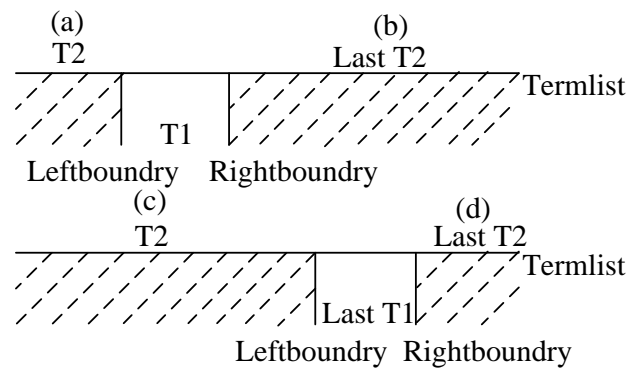 (a) (b)
T2 Last T2
Termlist
T1
Leftboundry Rightboundry
(c) (d)
T2 Last T2
Termlist
Last T1
Leftboundry Rightboundry